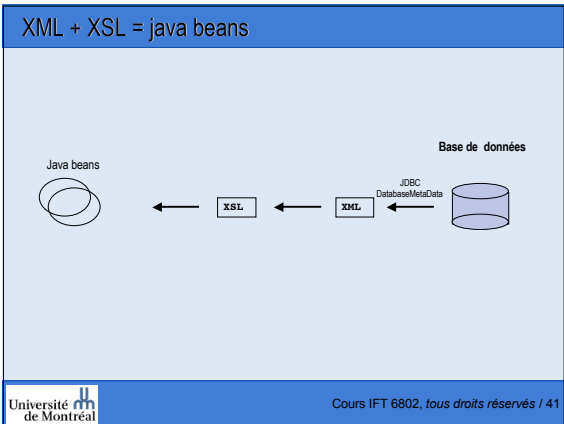 XML + XSL = java beans
Base de données
Java beans
JDBC
DatabaseMetaData
XSL
XML
Université
de Montréal
Cours IFT 6802, tous droits réservés / 41